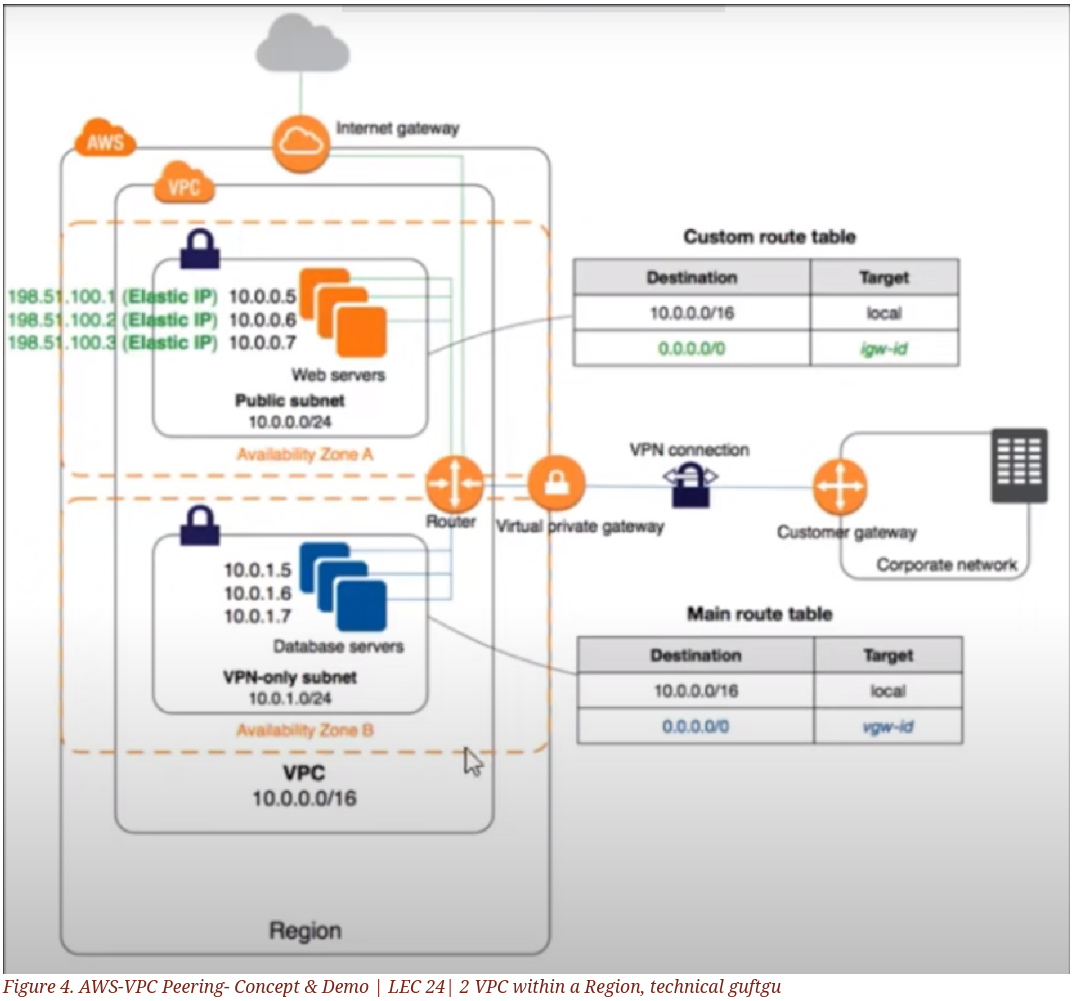 Internet gateway
AWS
VPC
198.51.100.1 (Elastic IP) 10.0.0.5
198.51.100.2 (Elastic IP) 10.0.0.6
198.51.100.3 (Elastic IP) 10.0.0.7
Web servers
Public subnet
10.0.0.0/24
Availability Zone A
Custom route table
Destination Target
10.0.0.0/16 local
0.0.0.0/0 igw-id
Router
Virtual private gateway
VPN connection
Customer gateway
Corporate network
10.0.1.5
10.0.1.6
10.0.1.7
Database servers
VPN-only subnet
10.0.1.0/24
Availability Zone B
Main route table
Destination Target
10.0.0.0/16 local
0.0.0.0/0 vgw-id
VPC
10.0.0.0/16
Region
Figure 4. AWS-VPC Peering- Concept & Demo | LEC 24| 2 VPC within a Region, technical guftgu